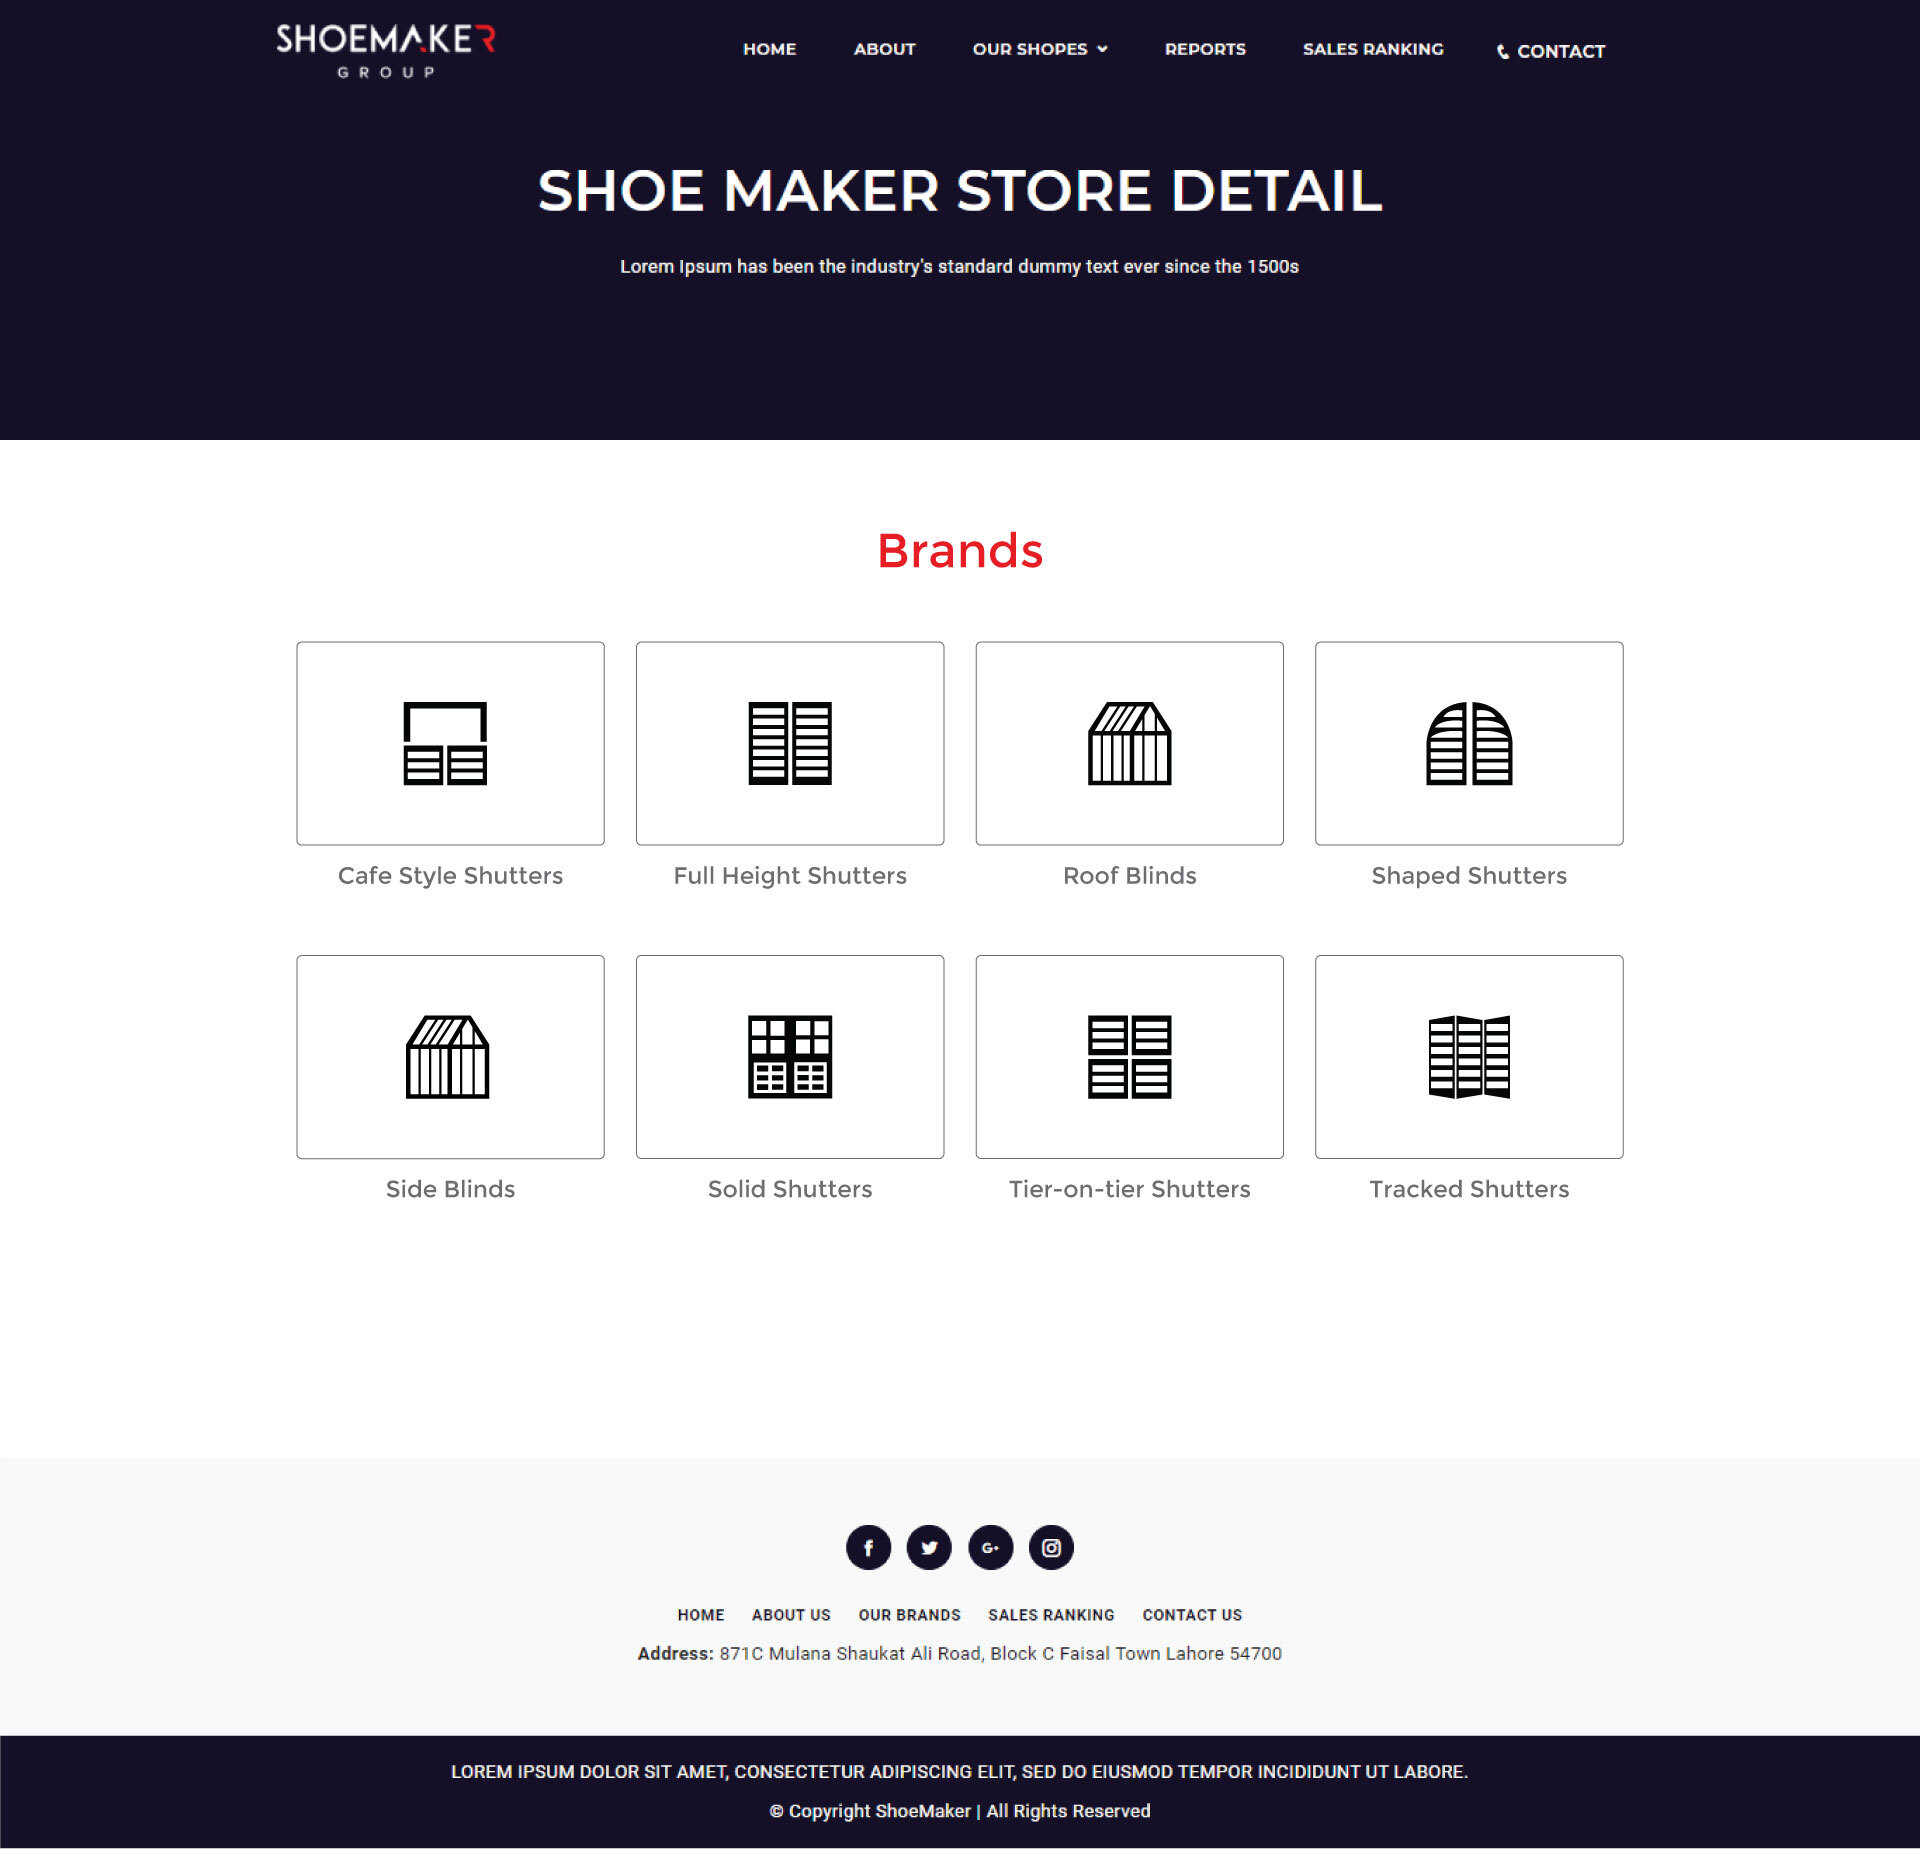 SHOEMAKER
GROUP
HOME ABOUT OUR SHOPES REPORTS SALES RANKING CONTACT
SHOE MAKER STORE DETAIL
Lorem Ipsum has been the industry's standard dummy text ever since the 1500s
Brands
Cafe Style Shutters Full Height Shutters Roof Blinds Shaped Shutters
Side Blinds Solid Shutters Tier-on-tier Shutters Tracked Shutters
HOME ABOUT US OUR BRANDS SALES RANKING CONTACT US
Address: 871C Mulana Shaukat Ali Road, Block C Faisal Town Lahore 54700
LOREM IPSUM DOLOR SIT AMET, CONSECTETUR ADIPISCING ELIT, SED DO EIUSMOD TEMPOR INCIDIDUNT UT LABORE.
© Copyright ShoeMaker | All Rights Reserved